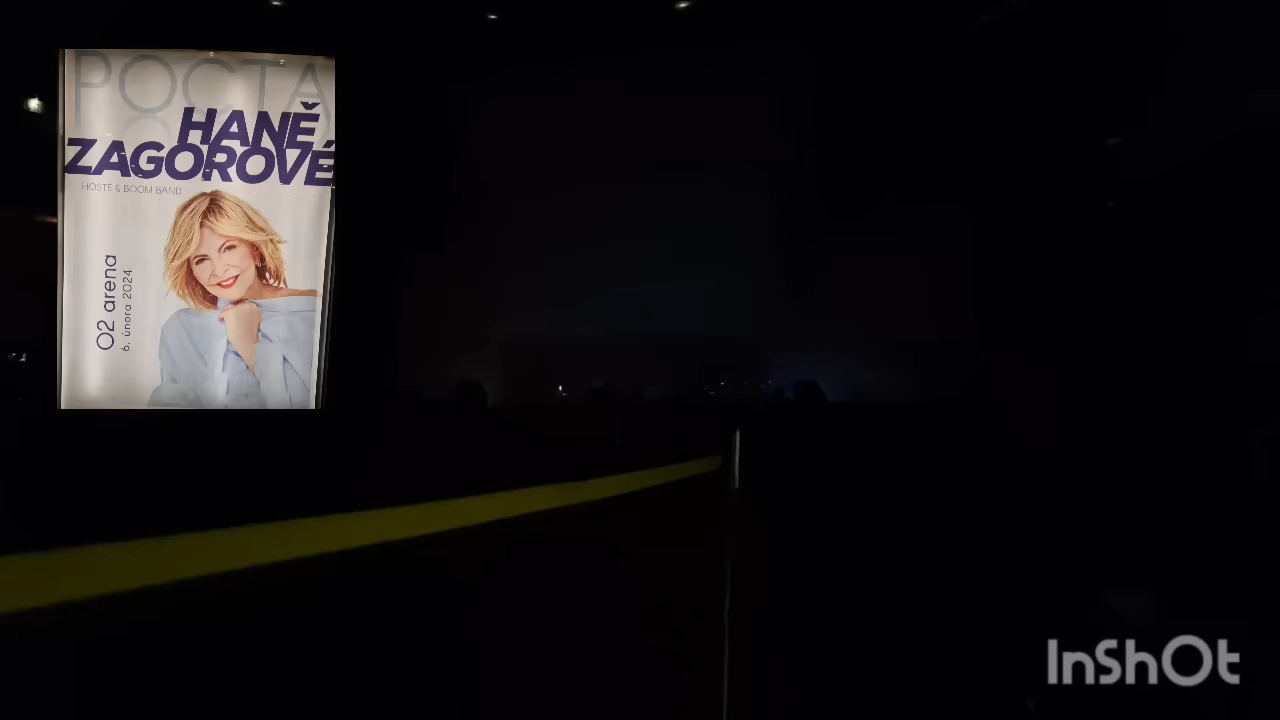 POCTA
HANĚ
ZAGOROVÉ
HOSTÉ & BOOM BAND
O2 arena
6. února 2024
InShOt